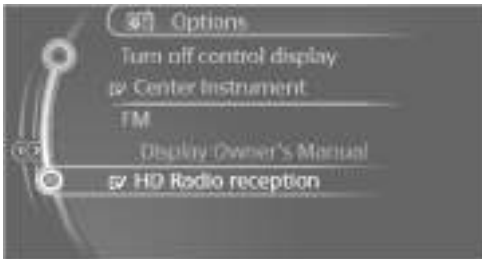 Options
Turn off control display
Center Instrument
FM
Display Owner's Manual
HD Radio reception